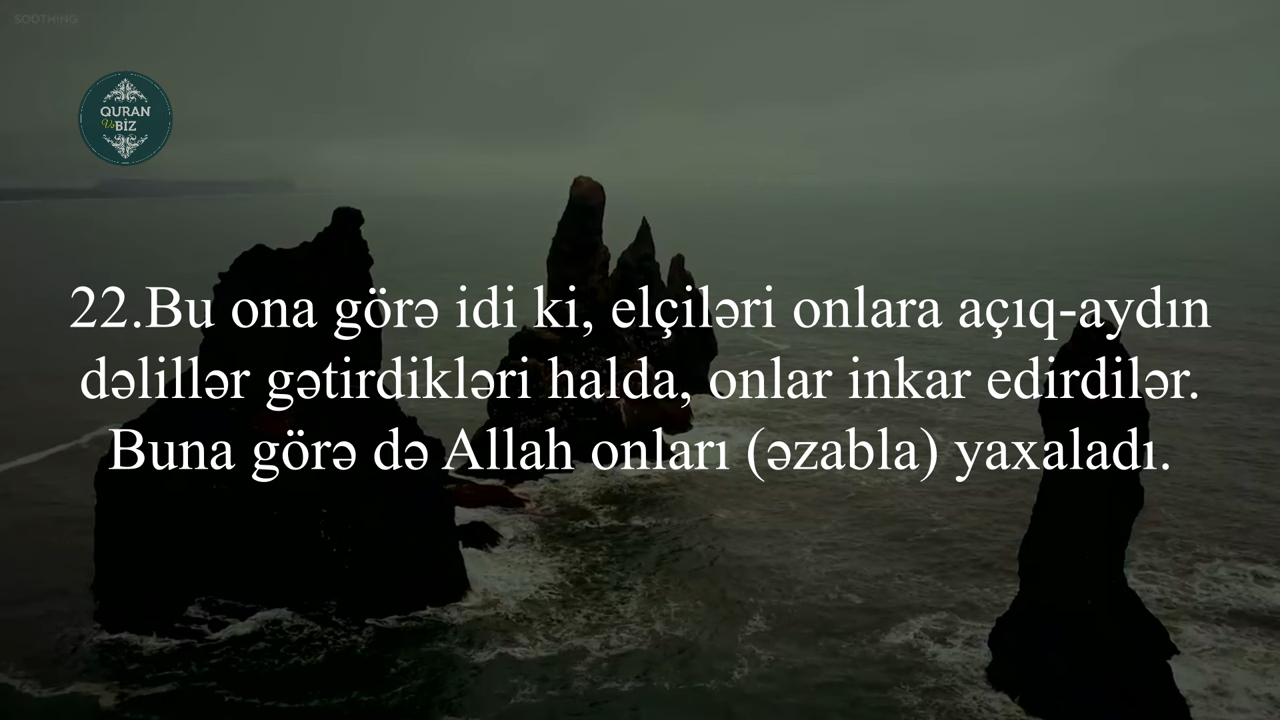 SOOTHING
QURAN
Və BİZ
22.Bu ona görə idi ki, elçiləri onlara açıq-aydın
dəlillər gətirdikləri halda, onlar inkar edirdilər.
Buna görə də Allah onları (əzabla) yaxaladı.